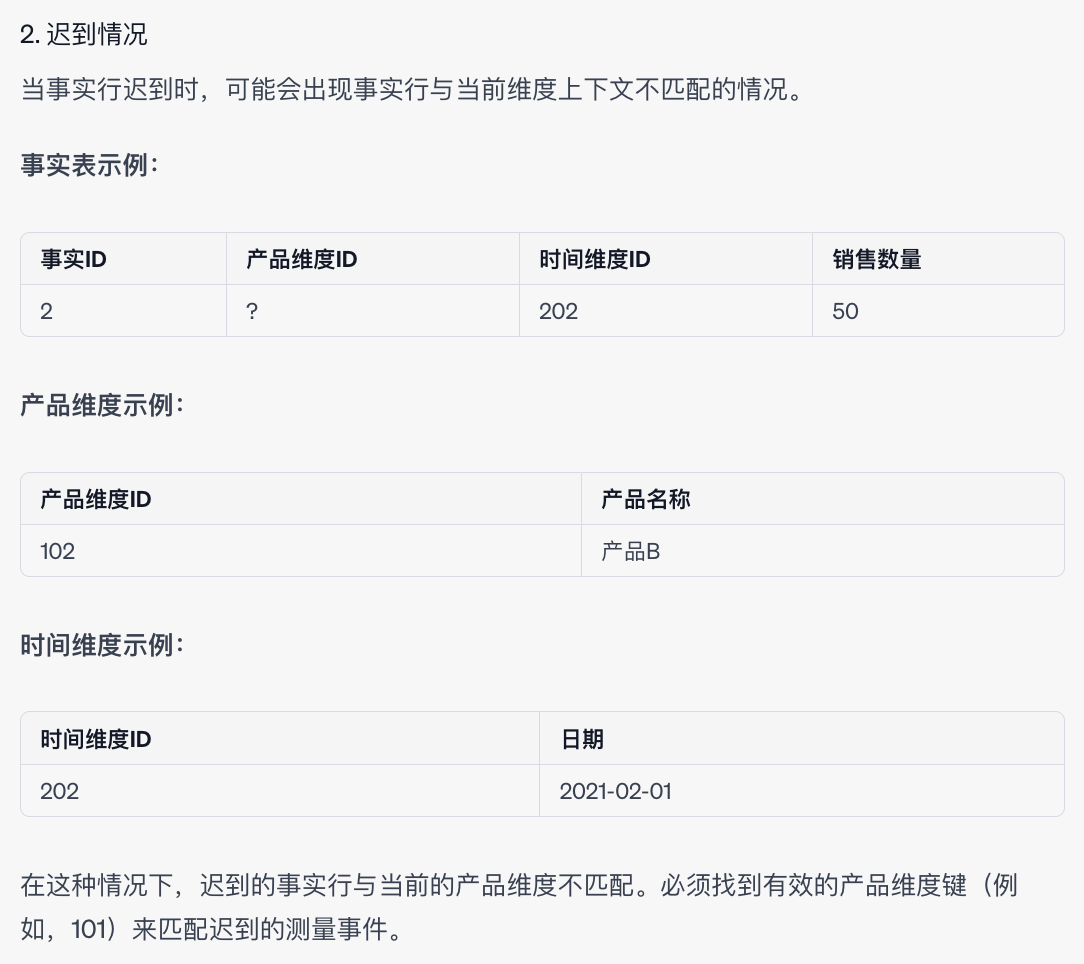 2. 迟到情况
当事实行迟到时，可能会出现事实行与当前维度上下文不匹配的情况。
事实表示例：
事实ID 产品维度ID 时间维度ID 销售数量
2 ? 202 50
产品维度示例：
产品维度ID 产品名称
102 产品B
时间维度示例：
时间维度ID 日期
202 2021-02-01
在这种情况下，迟到的事实行与当前的产品维度不匹配。必须找到有效的产品维度键（例
如，101）来匹配迟到的测量事件。